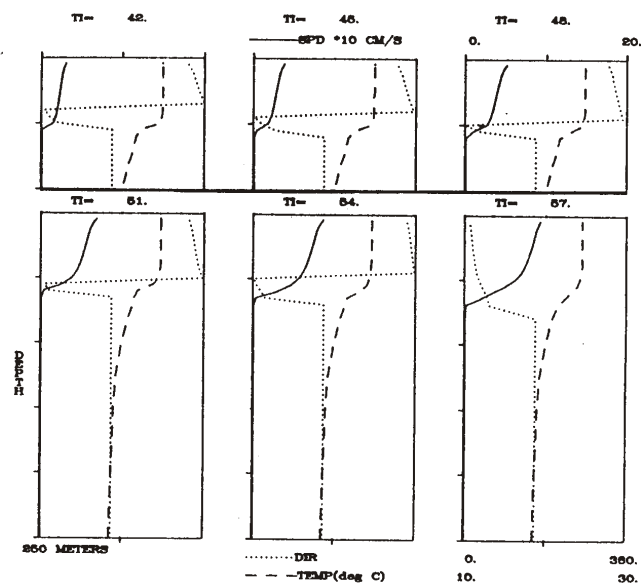 TI= 42.
TI= 45.
TI= 48.
SPD *10 CM/S
0. 20.
TI= 51.
TI= 54.
TI= 57.
250 METERS
DIR
TEMP(deg C)
0. 360.
10. 30.